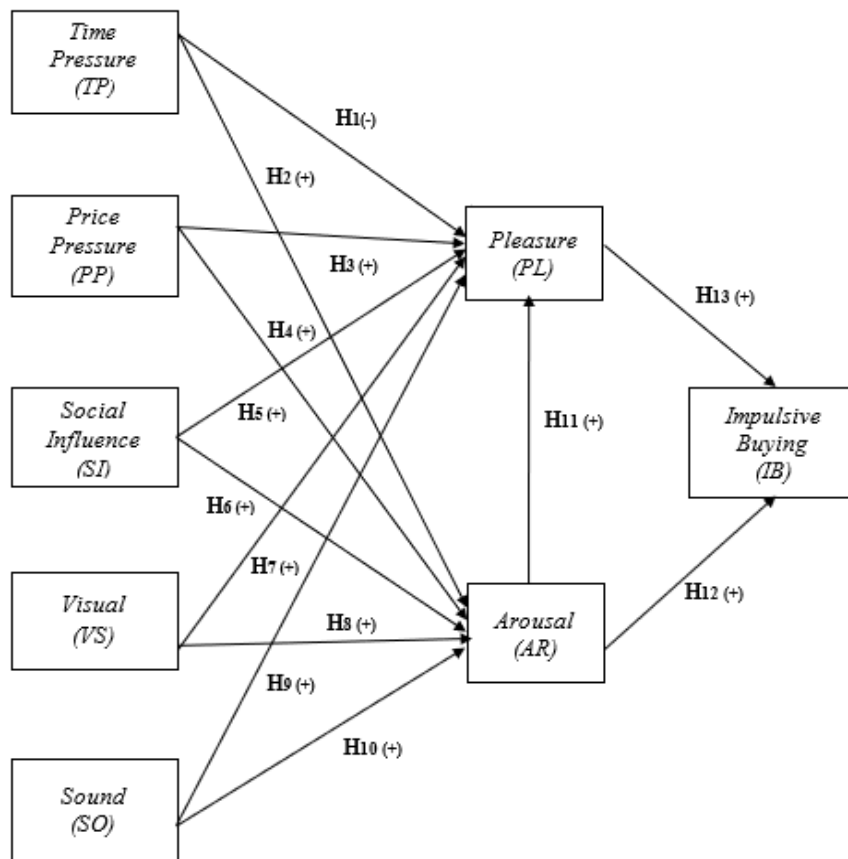 Time
Pressure
(TP)
H1(-)
H2 (+)
Price
Pressure
(PP)
Pleasure
(PL)
H3 (+)
H13 (+)
H4 (+)
Social
Influence
(SI)
H5 (+)
H11 (+)
Impulsive
Buying
(IB)
H6 (+)
H7 (+)
Visual
(VS)
H8 (+)
Arousal
(AR)
H12 (+)
H9 (+)
H10 (+)
Sound
(SO)